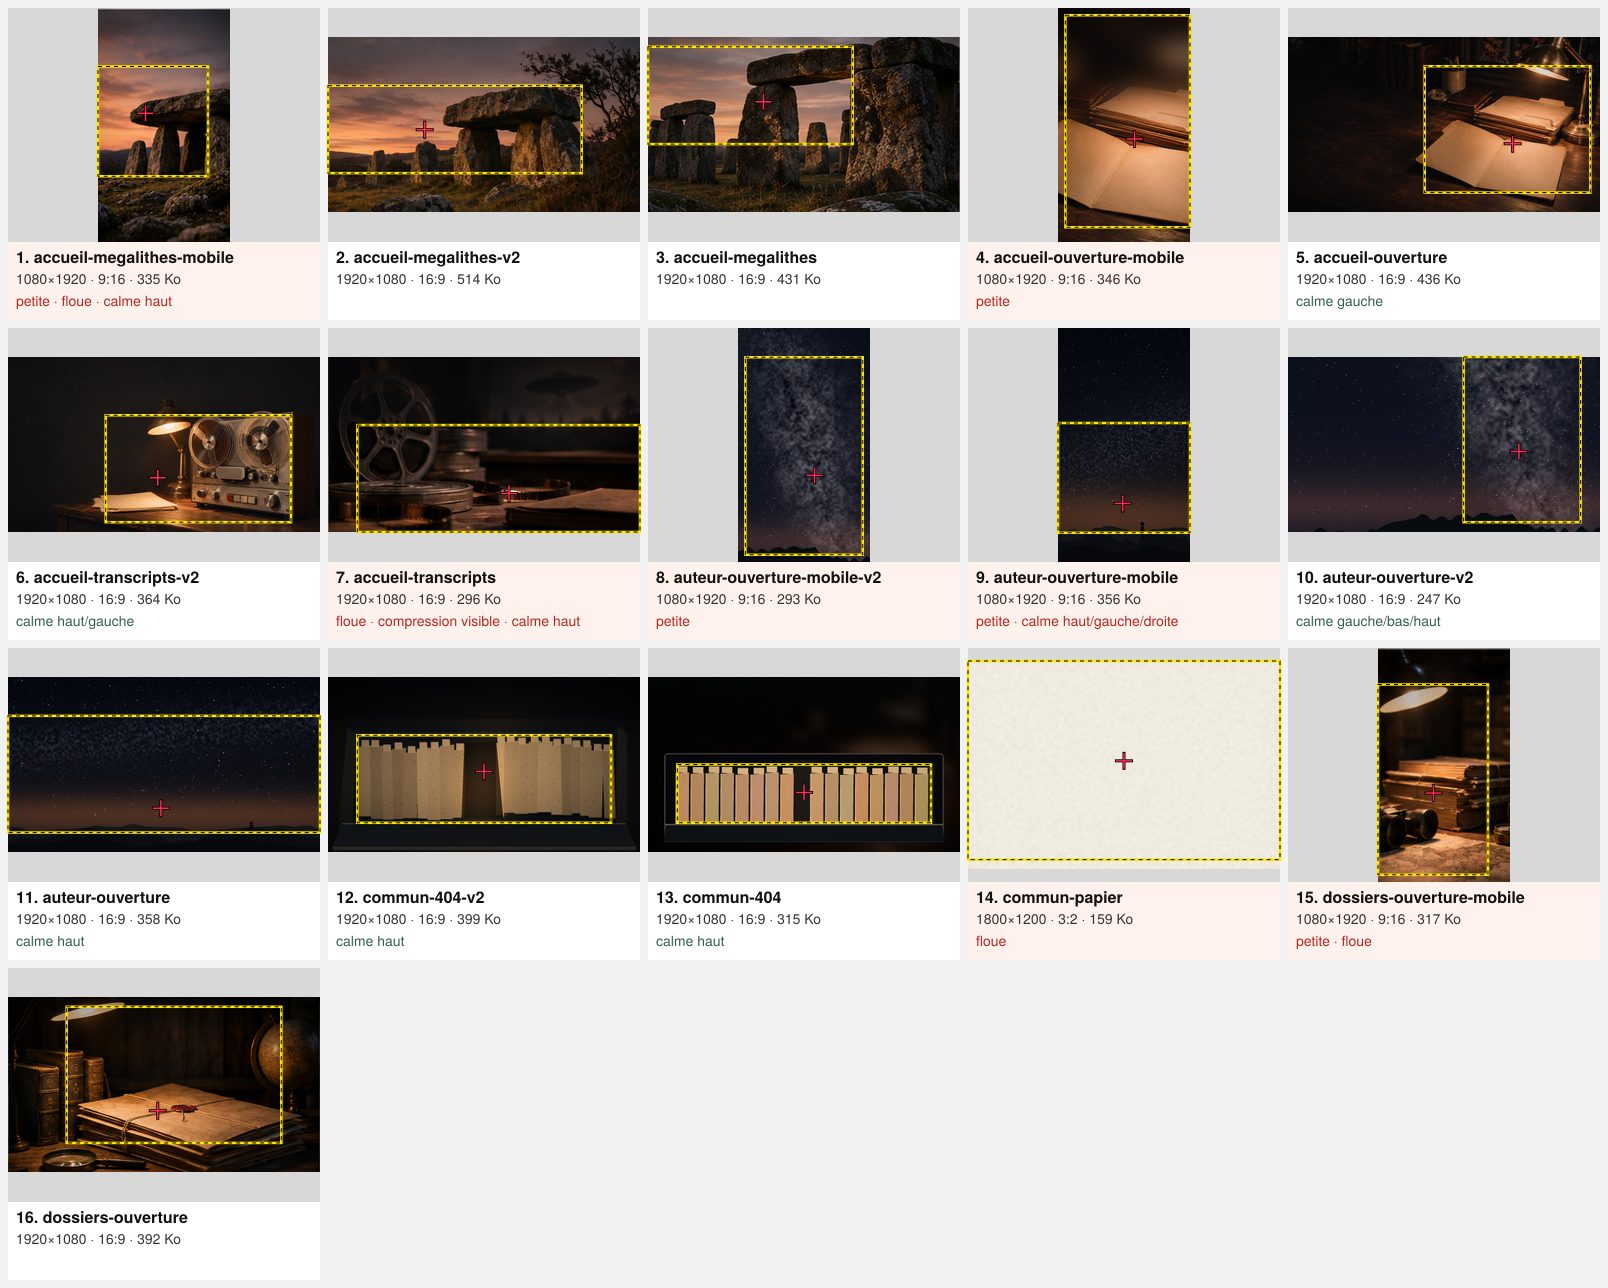 1. accueil-megalithes-mobile
1080×1920 · 9:16 · 335 Ko
petite · floue · calme haut
2. accueil-megalithes-v2
1920×1080 · 16:9 · 514 Ko
3. accueil-megalithes
1920×1080 · 16:9 · 431 Ko
4. accueil-ouverture-mobile
1080×1920 · 9:16 · 346 Ko
petite
5. accueil-ouverture
1920×1080 · 16:9 · 436 Ko
calme gauche
6. accueil-transcripts-v2
1920×1080 · 16:9 · 364 Ko
calme haut/gauche
7. accueil-transcripts
1920×1080 · 16:9 · 296 Ko
floue · compression visible · calme haut
8. auteur-ouverture-mobile-v2
1080×1920 · 9:16 · 293 Ko
petite
9. auteur-ouverture-mobile
1080×1920 · 9:16 · 356 Ko
petite · calme haut/gauche/droite
10. auteur-ouverture-v2
1920×1080 · 16:9 · 247 Ko
calme gauche/bas/haut
11. auteur-ouverture
1920×1080 · 16:9 · 358 Ko
calme haut
12. commun-404-v2
1920×1080 · 16:9 · 399 Ko
calme haut
13. commun-404
1920×1080 · 16:9 · 315 Ko
calme haut
14. commun-papier
1800×1200 · 3:2 · 159 Ko
floue
15. dossiers-ouverture-mobile
1080×1920 · 9:16 · 317 Ko
petite · floue
16. dossiers-ouverture
1920×1080 · 16:9 · 392 Ko